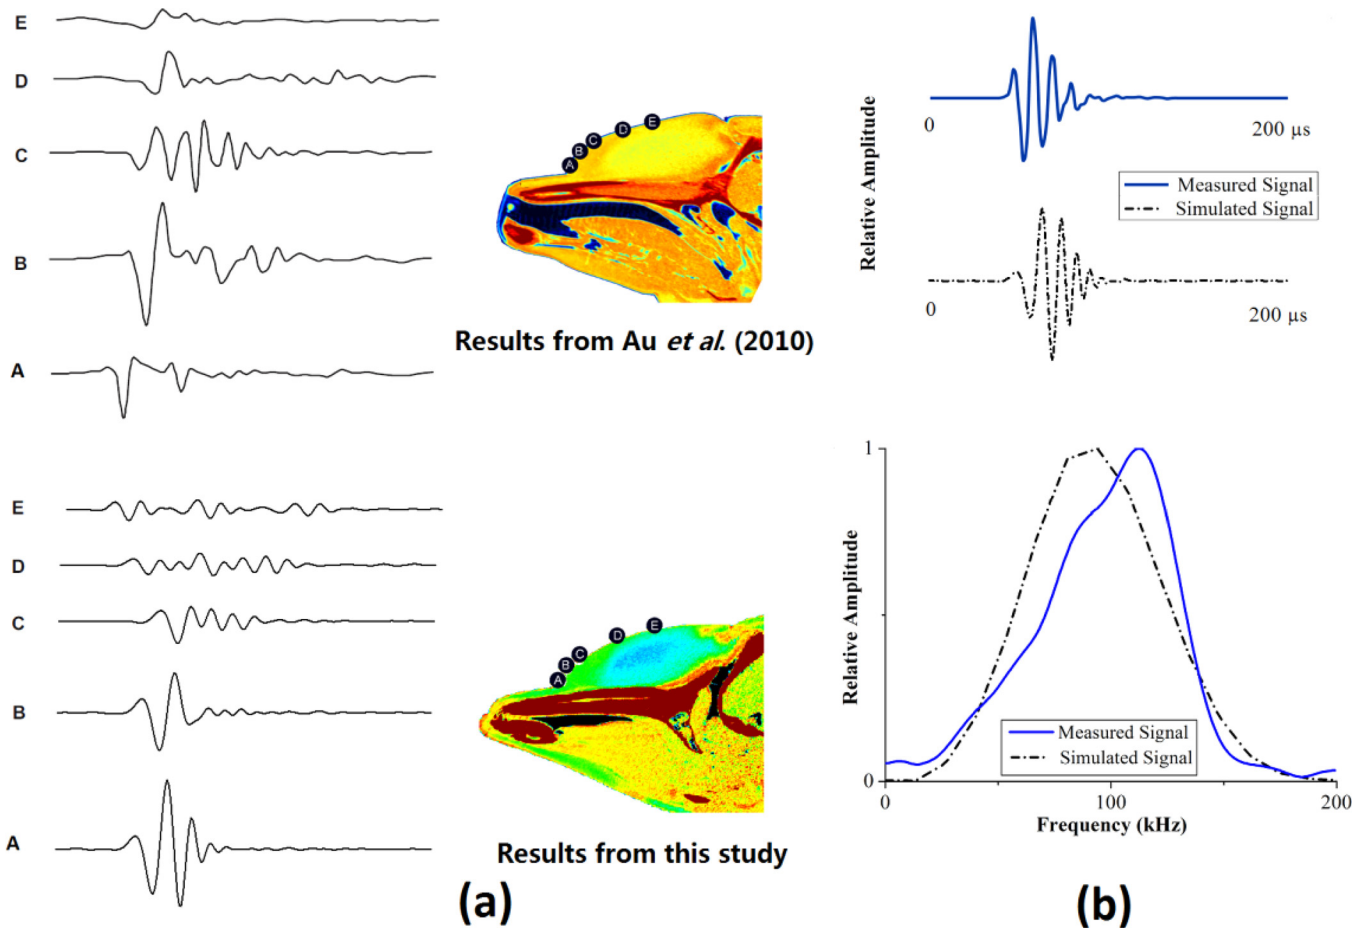 E
D
C
B
A
A B C D E
Results from Au et al. (2010)
E
D
C
B
A
A B C D E
Results from this study
(a)
Relative Amplitude
0
200 µs
Measured Signal
Simulated Signal
0
200 µs
Relative Amplitude
1
0
Measured Signal
Simulated Signal
0
100
200
Frequency (kHz)
(b)